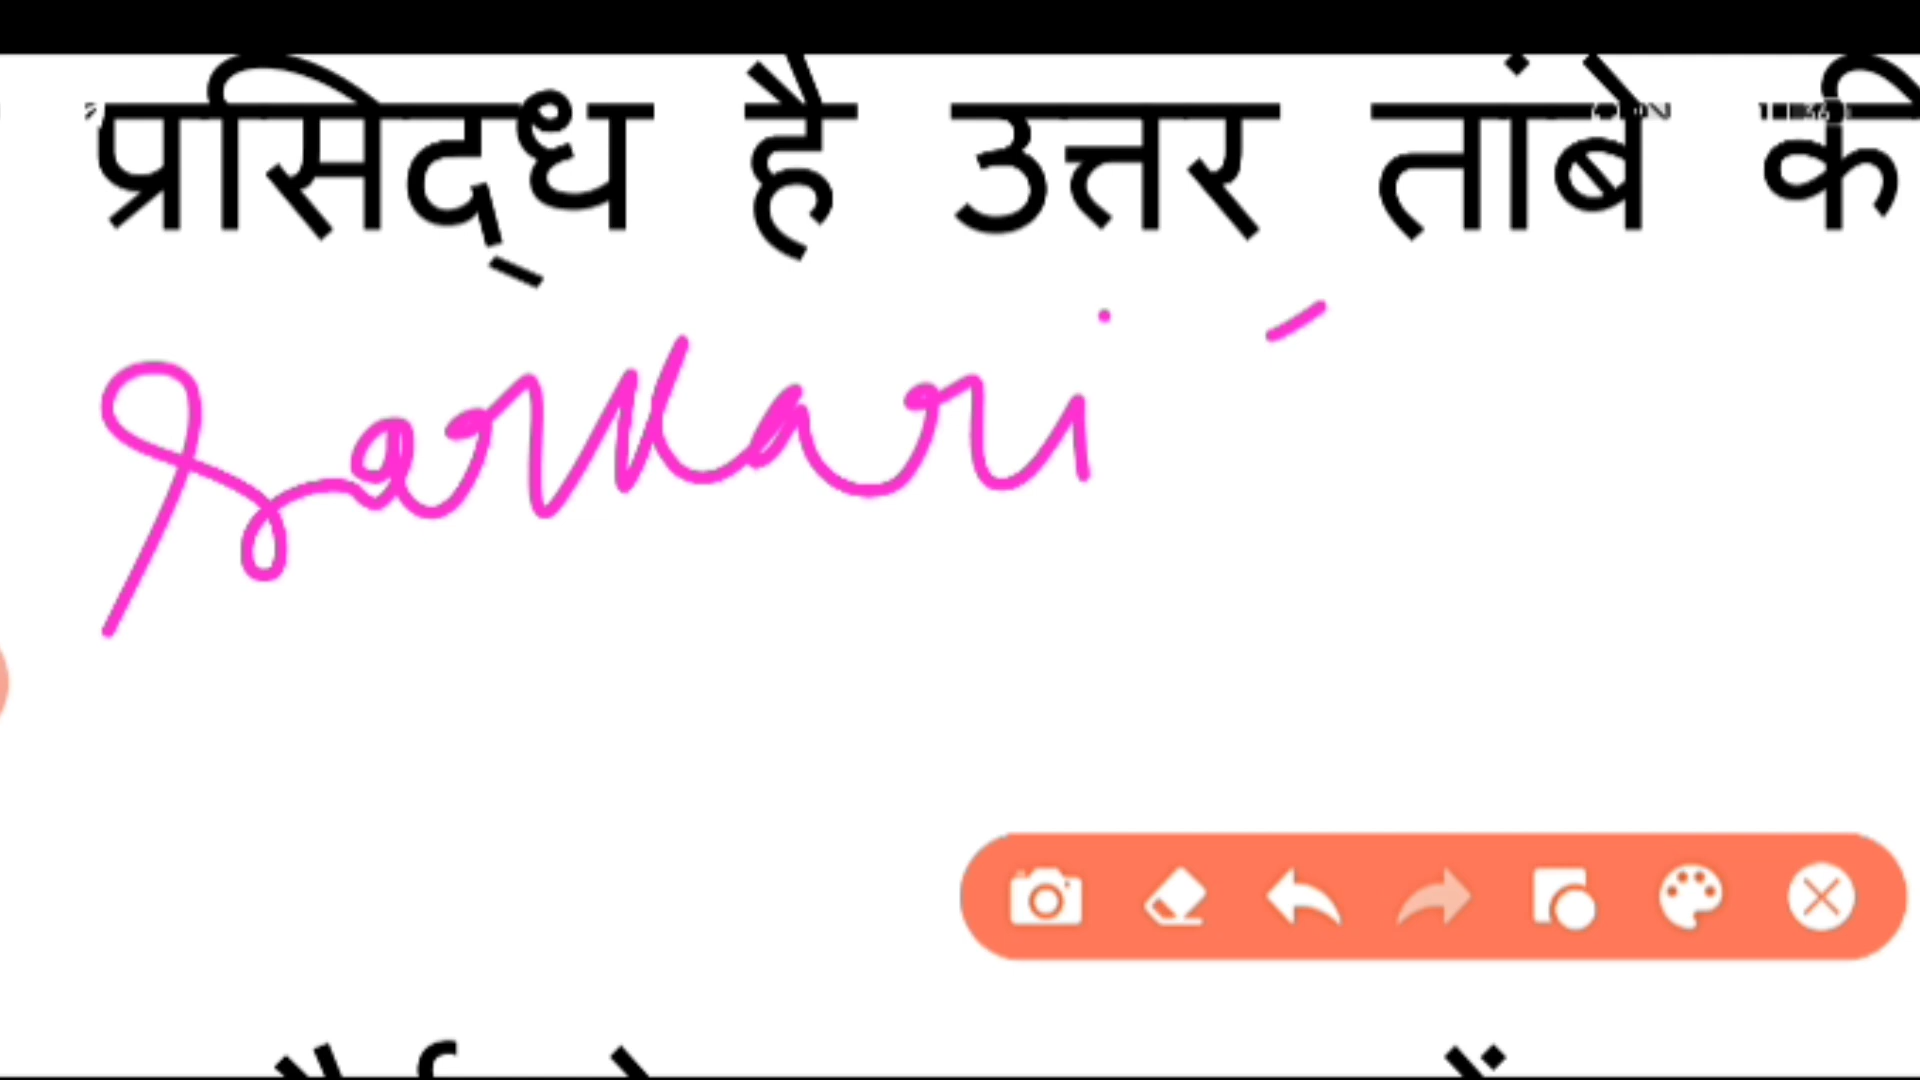 प्रसिद्ध है उत्तर तांबे की
Sarkari